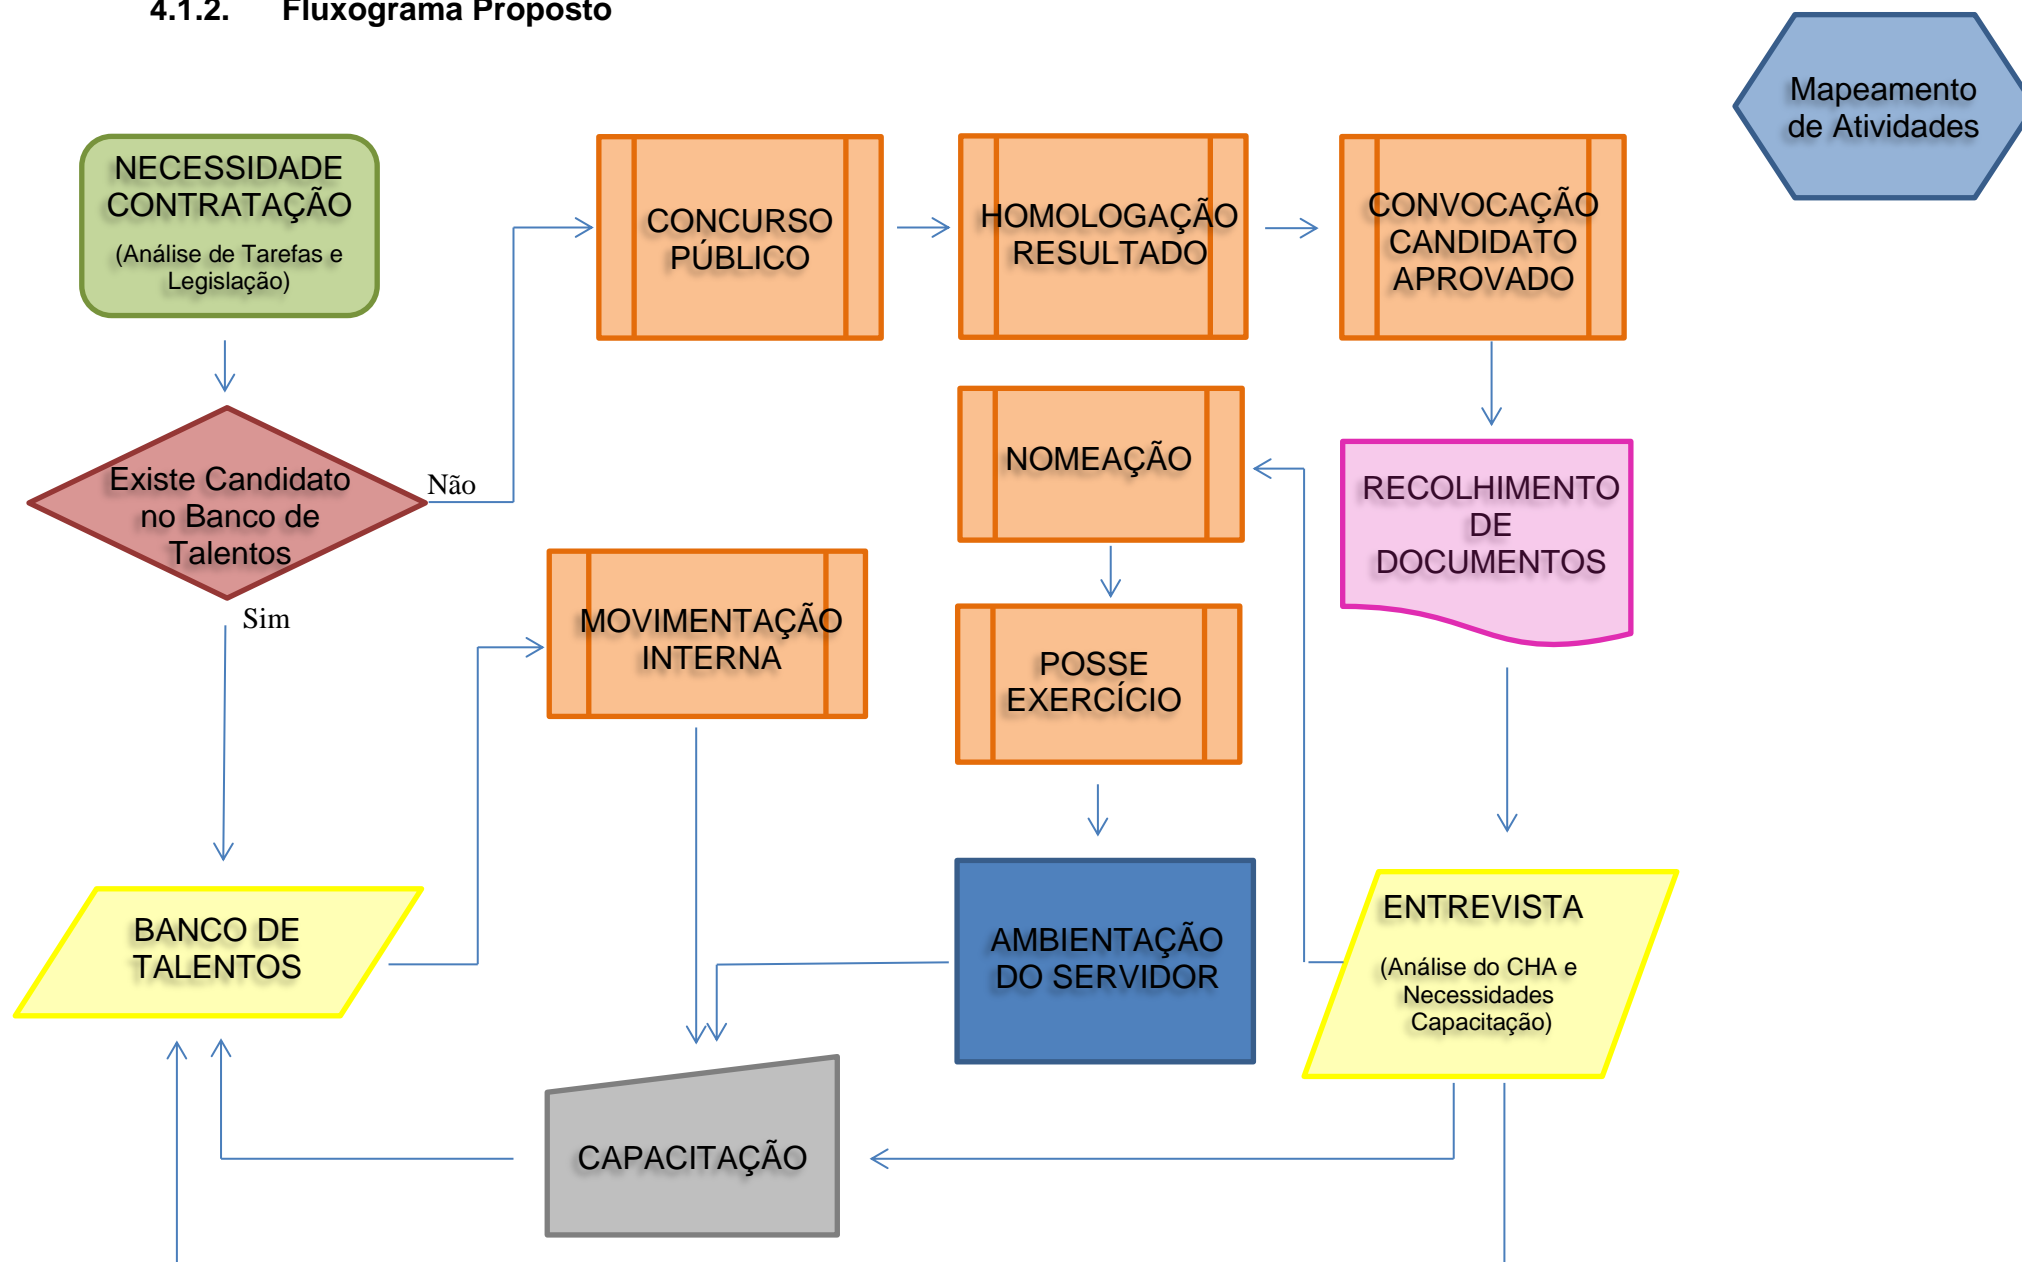 4.1.2. Fluxograma Proposto
Mapeamento
de Atividades
NECESSIDADE
CONTRATAÇÃO
(Análise de Tarefas e
Legislação)
CONCURSO
PÚBLICO
HOMOLOGAÇÃO
RESULTADO
CONVOCAÇÃO
CANDIDATO
APROVADO
Existe Candidato
no Banco de
Talentos
Não
Sim
NOMEAÇÃO
RECOLHIMENTO
DE
DOCUMENTOS
MOVIMENTAÇÃO
INTERNA
POSSE
EXERCÍCIO
BANCO DE
TALENTOS
AMBIENTAÇÃO
DO SERVIDOR
ENTREVISTA
(Análise do CHA e
Necessidades
Capacitação)
CAPACITAÇÃO